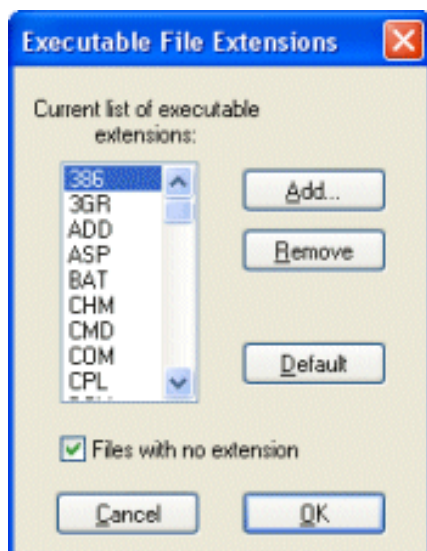 Executable File Extensions
Current list of executable
extensions:
386
3GR
ADD
ASP
BAT
CHM
CMD
COM
CPL
Add...
Remove
Default
Files with no extension
Cancel
OK